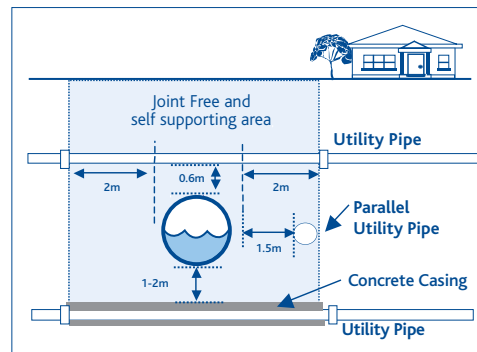 Joint Free and
self supporting area
Utility Pipe
2m
0.6m
2m
Parallel
Utility Pipe
1.5m
1-2m
Concrete Casing
Utility Pipe